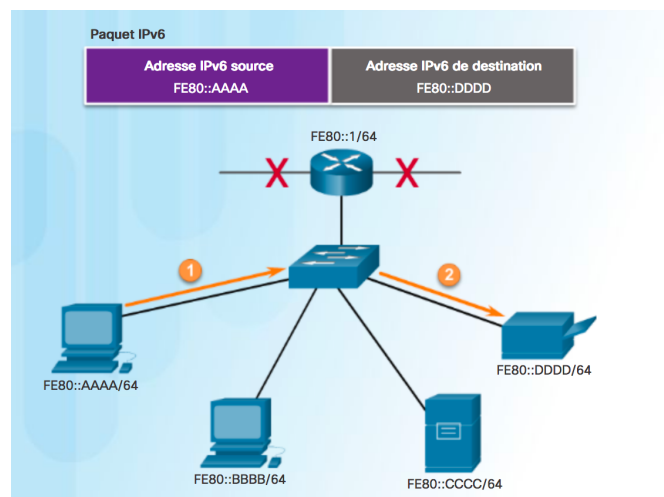 Paquet IPv6
Adresse IPv6 source
FE80::AAAA
Adresse IPv6 de destination
FE80::DDDD
FE80::1/64
X
X
1
2
FE80::AAAA/64
FE80::DDDD/64
FE80::BBBB/64
FE80::CCCC/64